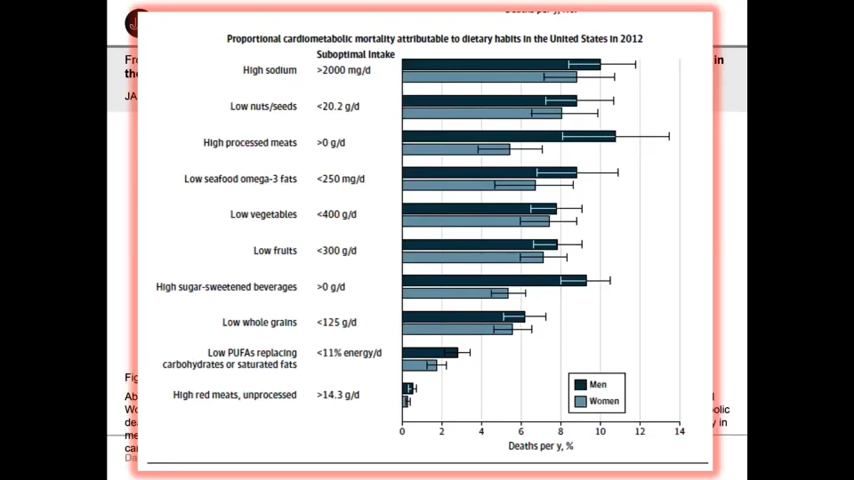 Proportional cardiometabolic mortality attributable to dietary habits in the United States in 2012
Suboptimal Intake
High sodium >2000 mg/d
Low nuts/seeds <20.2 g/d
High processed meats >0 g/d
Low seafood omega-3 fats <250 mg/d
Low vegetables <400 g/d
Low fruits <300 g/d
High sugar-sweetened beverages >0 g/d
Low whole grains <125 g/d
Low PUFAs replacing <11% energy/d
carbohydrates or saturated fats
High red meats, unprocessed >14.3 g/d
Men
Women
0 2 4 6 8 10 12 14
Deaths per y, %